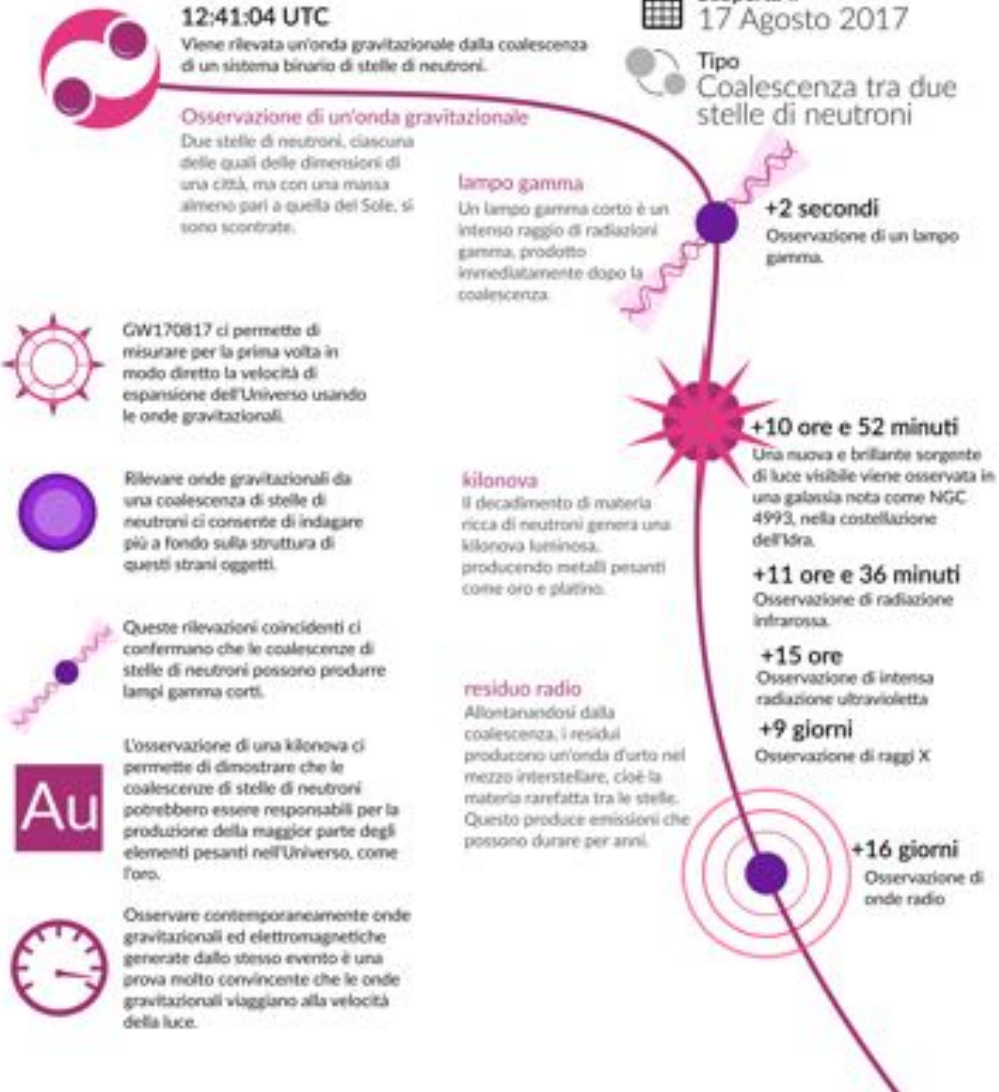 12:41:04 UTC
Viene rilevata un'onda gravitazionale dalla coalescenza
di un sistema binario di stelle di neutroni.
17 Agosto 2017
Tipo
Coalescenza tra due
stelle di neutroni
Osservazione di un'onda gravitazionale
Due stelle di neutroni, ciascuna
delle quali delle dimensioni di
una città, ma con una massa
almeno pari a quella del Sole, si
sono scontrate.
lampo gamma
Un lampo gamma corto è un
intenso raggio di radiazioni
gamma, prodotto
immediatamente dopo la
coalescenza.
+2 secondi
Osservazione di un lampo
gamma.
GW170817 ci permette di
misurare per la prima volta in
modo diretto la velocità di
espansione dell'Universo usando
le onde gravitazionali.
+10 ore e 52 minuti
Una nuova e brillante sorgente
di luce visibile viene osservata in
una galassia nota come NGC
4993, nella costellazione
dell'Idra.
Rilevare onde gravitazionali da
una coalescenza di stelle di
neutroni ci consente di indagare
più a fondo sulla struttura di
questi strani oggetti.
kilonova
Il decadimento di materia
ricca di neutroni genera una
kilonova luminosa,
producendo metalli pesanti
come oro e platino.
+11 ore e 36 minuti
Osservazione di radiazione
infrarossa.
Queste rilevazioni coincidenti ci
confermano che le coalescenze di
stelle di neutroni possono produrre
lampi gamma corti.
+15 ore
Osservazione di intensa
radiazione ultravioletta
residuo radio
Allontanandosi dalla
coalescenza, i residui
producono un'onda d'urto nel
mezzo interstellare, cioè la
materia rarefatta tra le stelle.
Questo produce emissioni che
possono durare per anni.
+9 giorni
Osservazione di raggi X
Au
L'osservazione di una kilonova ci
permette di dimostrare che le
coalescenze di stelle di neutroni
potrebbero essere responsabili per la
produzione della maggior parte degli
elementi pesanti nell'Universo, come
l'oro.
+16 giorni
Osservazione di
onde radio
Osservare contemporaneamente onde
gravitazionali ed elettromagnetiche
generate dallo stesso evento è una
prova molto convincente che le onde
gravitazionali viaggiano alla velocità
della luce.